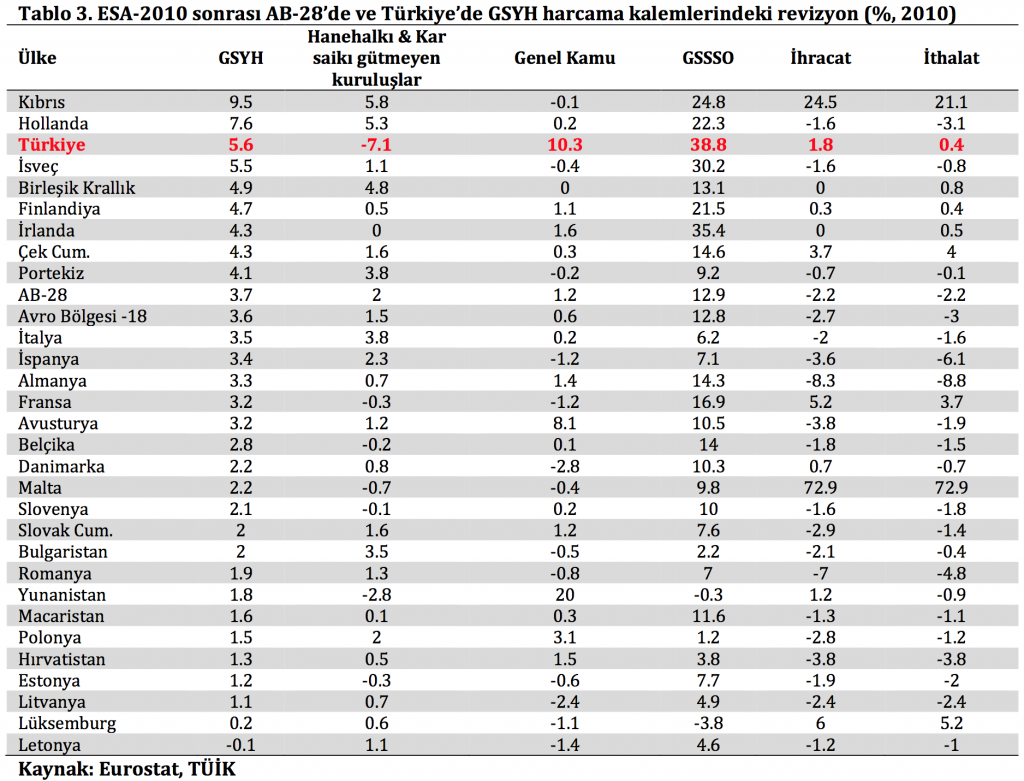 Tablo 3. ESA-2010 sonrası AB-28’de ve Türkiye’de GSYH harcama kalemlerindeki revizyon (%, 2010)
Ülke GSYH Hanehalkı & Kar saikı gütmeyen kuruluşlar Genel Kamu GSSSO İhracat İthalat
Kıbrıs 9.5 5.8 -0.1 24.8 24.5 21.1
Hollanda 7.6 5.3 0.2 22.3 -1.6 -3.1
Türkiye 5.6 -7.1 10.3 38.8 1.8 0.4
İsveç 5.5 1.1 -0.4 30.2 -1.6 -0.8
Birleşik Krallık 4.9 4.8 0 13.1 0 0.8
Finlandiya 4.7 0.5 1.1 21.5 0.3 0.4
İrlanda 4.3 0 1.6 35.4 0 0.5
Çek Cum. 4.3 1.6 0.3 14.6 3.7 4
Portekiz 4.1 3.8 -0.2 9.2 -0.7 -0.1
AB-28 3.7 2 1.2 12.9 -2.2 -2.2
Avro Bölgesi -18 3.6 1.5 0.6 12.8 -2.7 -3
İtalya 3.5 3.8 0.2 6.2 -2 -1.6
İspanya 3.4 2.3 -1.2 7.1 -3.6 -6.1
Almanya 3.3 0.7 1.4 14.3 -8.3 -8.8
Fransa 3.2 -0.3 -1.2 16.9 5.2 3.7
Avusturya 3.2 1.2 8.1 10.5 -3.8 -1.9
Belçika 2.8 -0.2 0.1 14 -1.8 -1.5
Danimarka 2.2 0.8 -2.8 10.3 0.7 -0.7
Malta 2.2 -0.7 -0.4 9.8 72.9 72.9
Slovenya 2.1 -0.1 0.2 10 -1.6 -1.8
Slovak Cum. 2 1.6 1.2 7.6 -2.9 -1.4
Bulgaristan 2 3.5 -0.5 2.2 -2.1 -0.4
Romanya 1.9 1.3 -0.8 7 -7 -4.8
Yunanistan 1.8 -2.8 20 -0.3 1.2 -0.9
Macaristan 1.6 0.1 0.3 11.6 -1.3 -1.1
Polonya 1.5 2 3.1 1.2 -2.8 -1.2
Hırvatistan 1.3 0.5 1.5 3.8 -3.8 -3.8
Estonya 1.2 -0.3 -0.6 7.7 -1.9 -2
Litvanya 1.1 0.7 -2.4 4.9 -2.4 -2.4
Lüksemburg 0.2 0.6 -1.1 -3.8 6 5.2
Letonya -0.1 1.1 -1.4 4.6 -1.2 -1
Kaynak: Eurostat, TÜİK